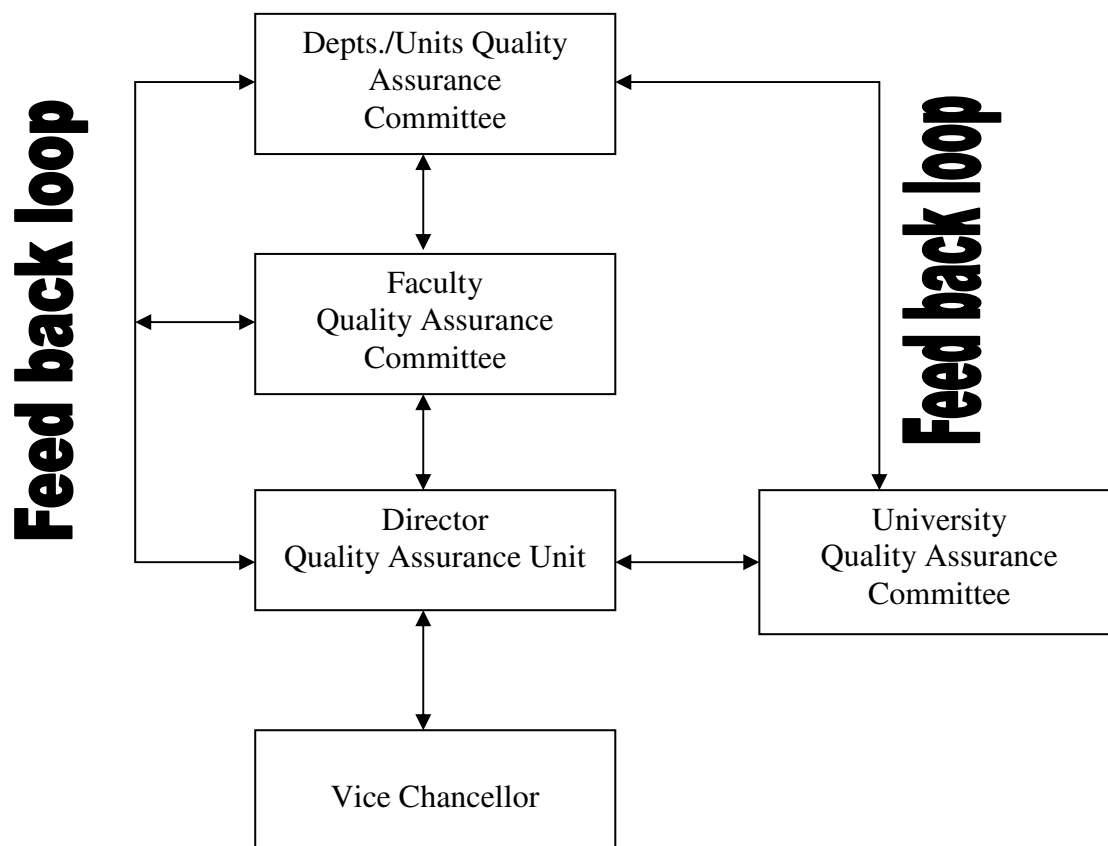 Depts./Units Quality
Assurance
Committee
Feed back loop
Feed back loop
Faculty
Quality Assurance
Committee
Director
Quality Assurance Unit
University
Quality Assurance
Committee
Vice Chancellor